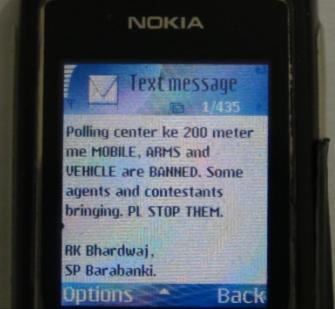 NOKIA
Text message
1/435
Polling center ke 200 meter
me MOBILE, ARMS and
VEHICLE are BANNED. Some
agents and contestants
bringing. PL STOP THEM.
RK Bhardwaj,
SP Barabanki.
Options Back